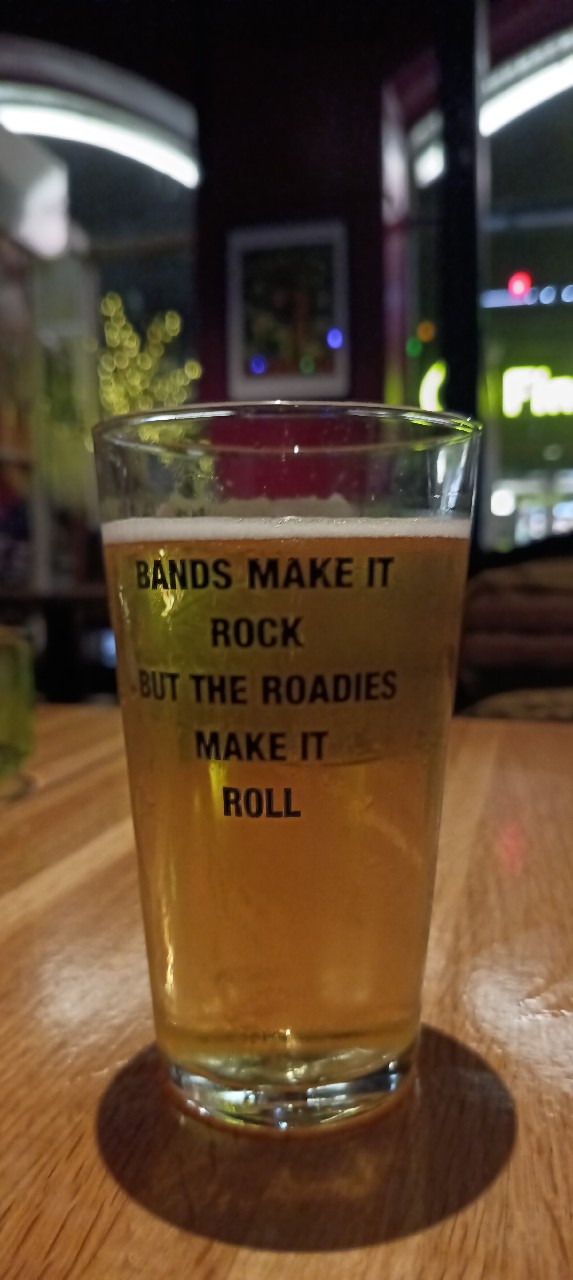 BANDS MAKE IT
ROCK
BUT THE ROADIES
MAKE IT
ROLL